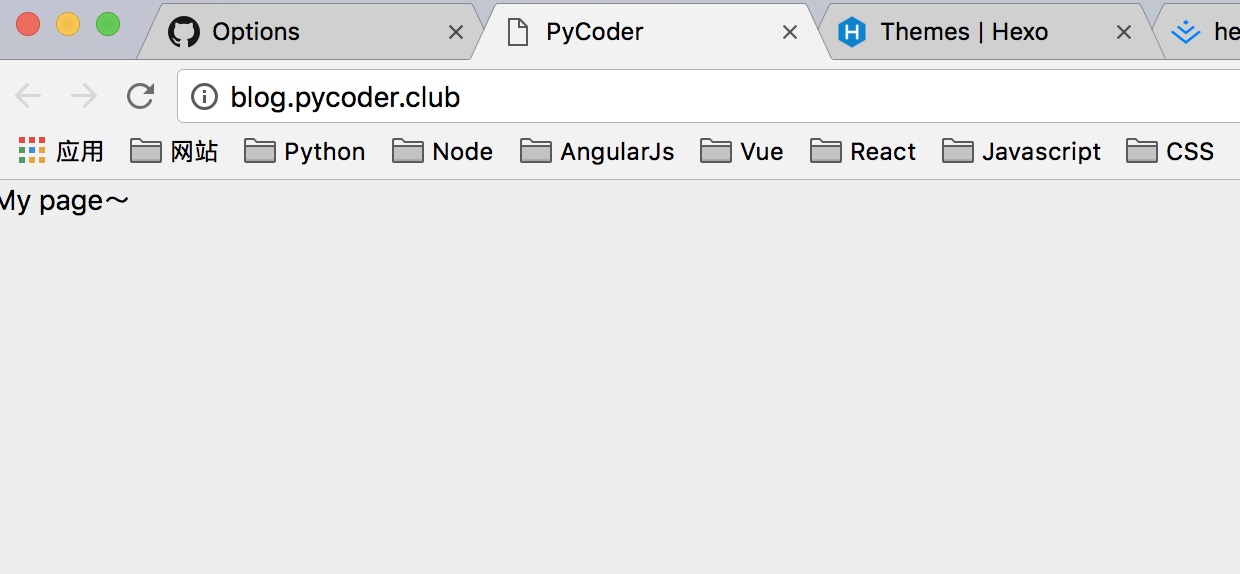 Options PyCoder Themes | Hexo he
blog.pycoder.club
应用 网站 Python Node AngularJs Vue React Javascript CSS
My page～